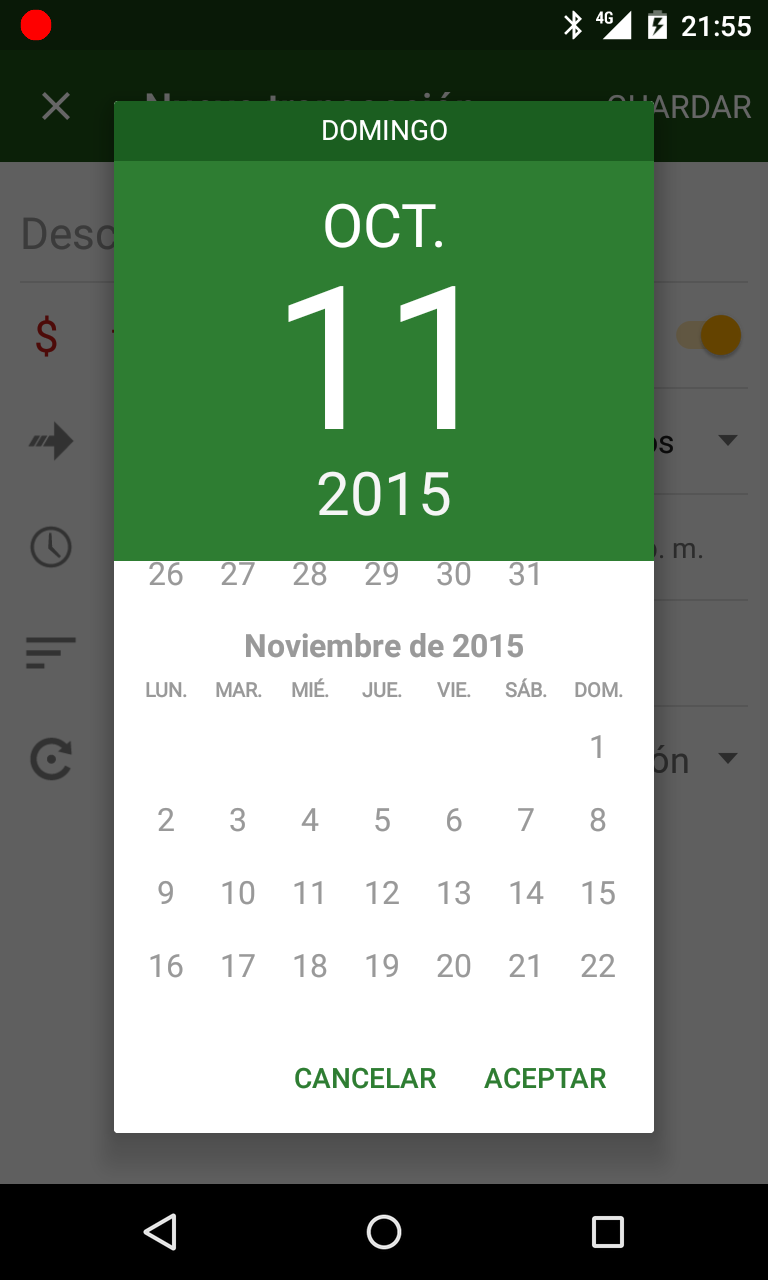 4G 21:55
GUARDAR
DOMINGO
Desc
OCT.
$
11
os
2015
. m.
26 27 28 29 30 31
Noviembre de 2015
LUN. MAR. MIÉ. JUE. VIE. SÁB. DOM.
1
ón
2 3 4 5 6 7 8
9 10 11 12 13 14 15
16 17 18 19 20 21 22
CANCELAR ACEPTAR